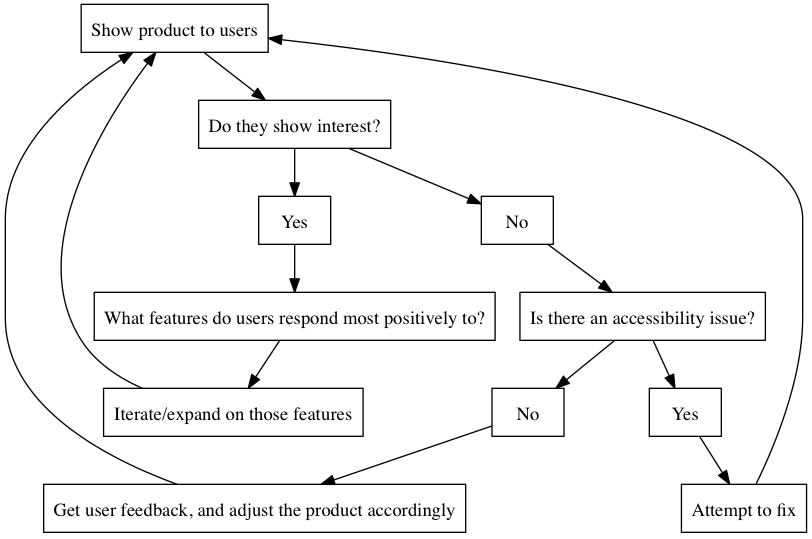 Show product to users
Do they show interest?
Yes
No
What features do users respond most positively to?
Is there an accessibility issue?
Iterate/expand on those features
No
Yes
Get user feedback, and adjust the product accordingly
Attempt to fix